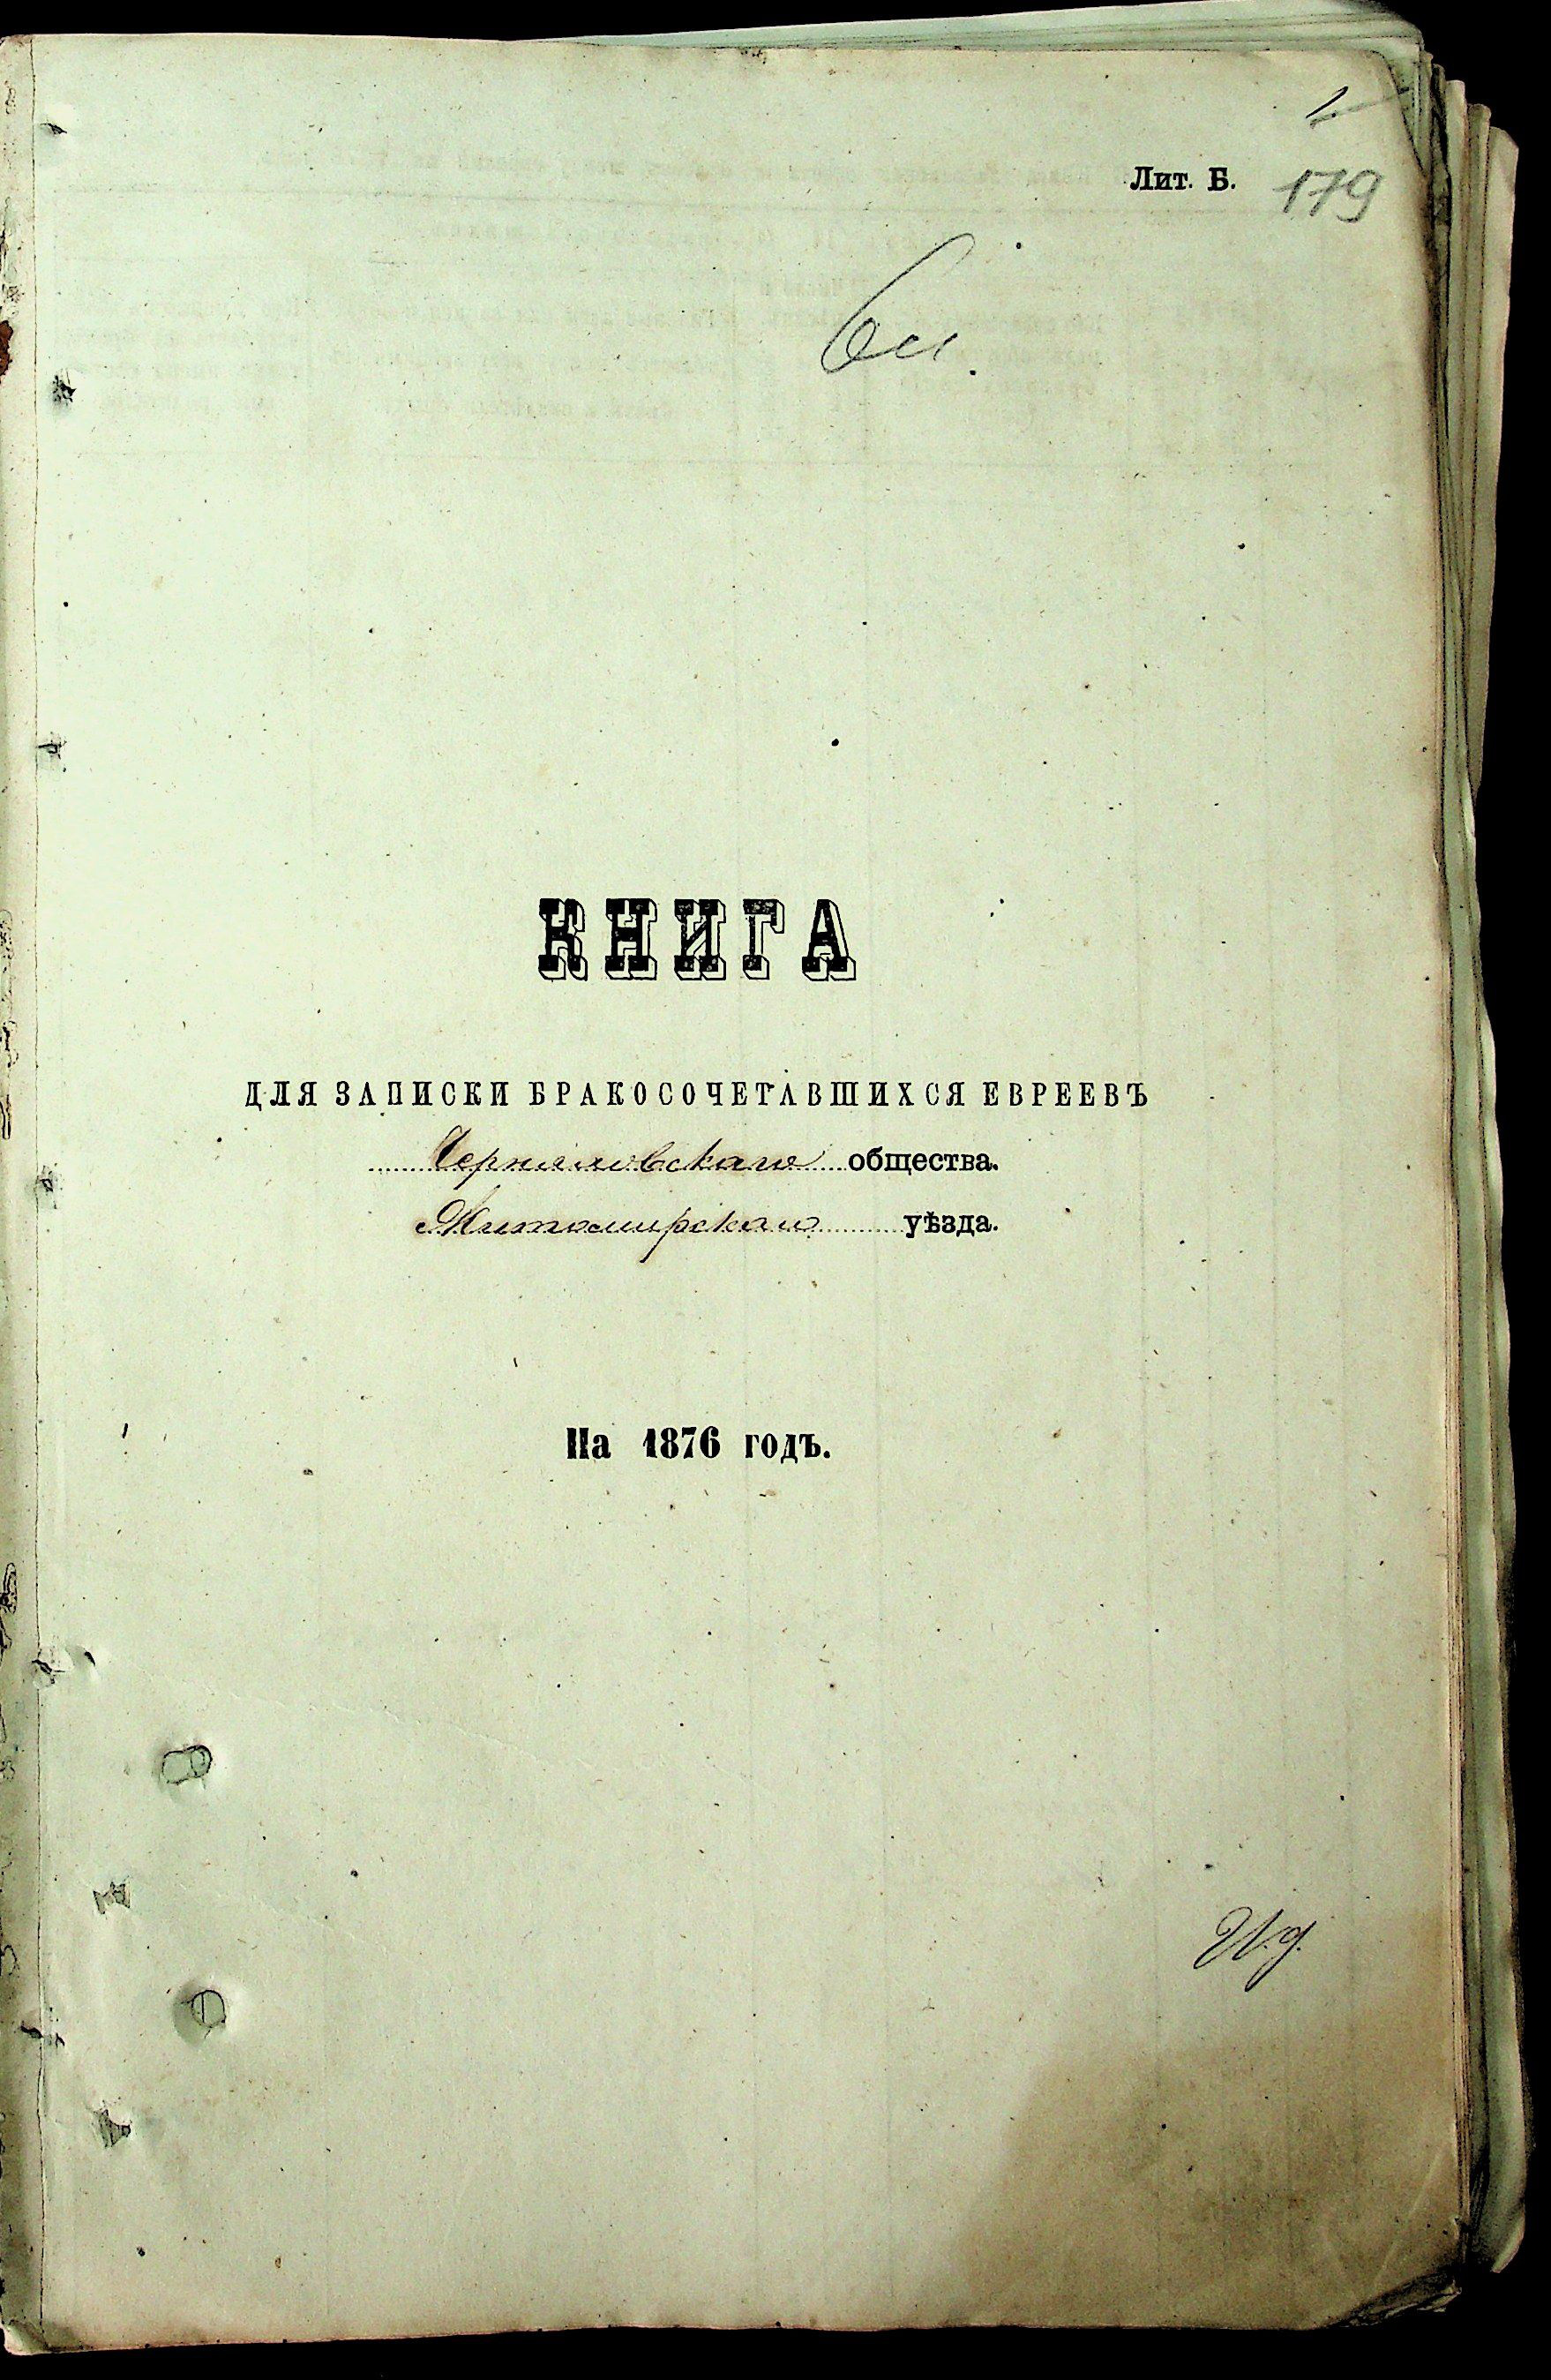 Лит. Б.
179
КНИГА
ДЛЯ ЗАПИСКИ БРАКОСОЧЕТАВШИХСЯ ЕВРЕЕВЪ
Черняховскаго общества.
Житомирскаго уѣзда.
На 1876 годъ.